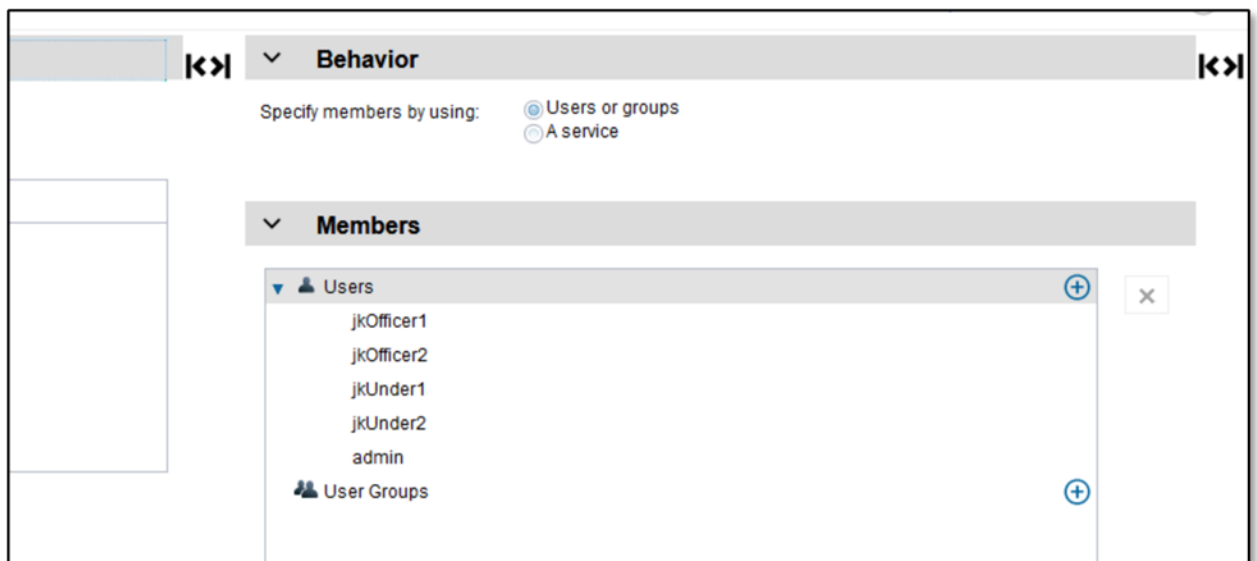 Behavior
Specify members by using:
Users or groups
A service
Members
Users
jkOfficer1
jkOfficer2
jkUnder1
jkUnder2
admin
User Groups